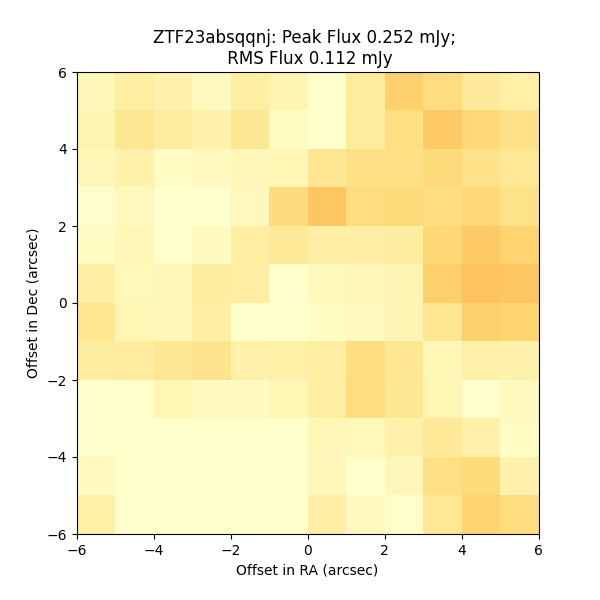 ZTF23absqqnj: Peak Flux 0.252 mJy;
RMS Flux 0.112 mJy
6
4
2
0
−2
−4
−6
Offset in Dec (arcsec)
−6 −4 −2 0 2 4 6
Offset in RA (arcsec)